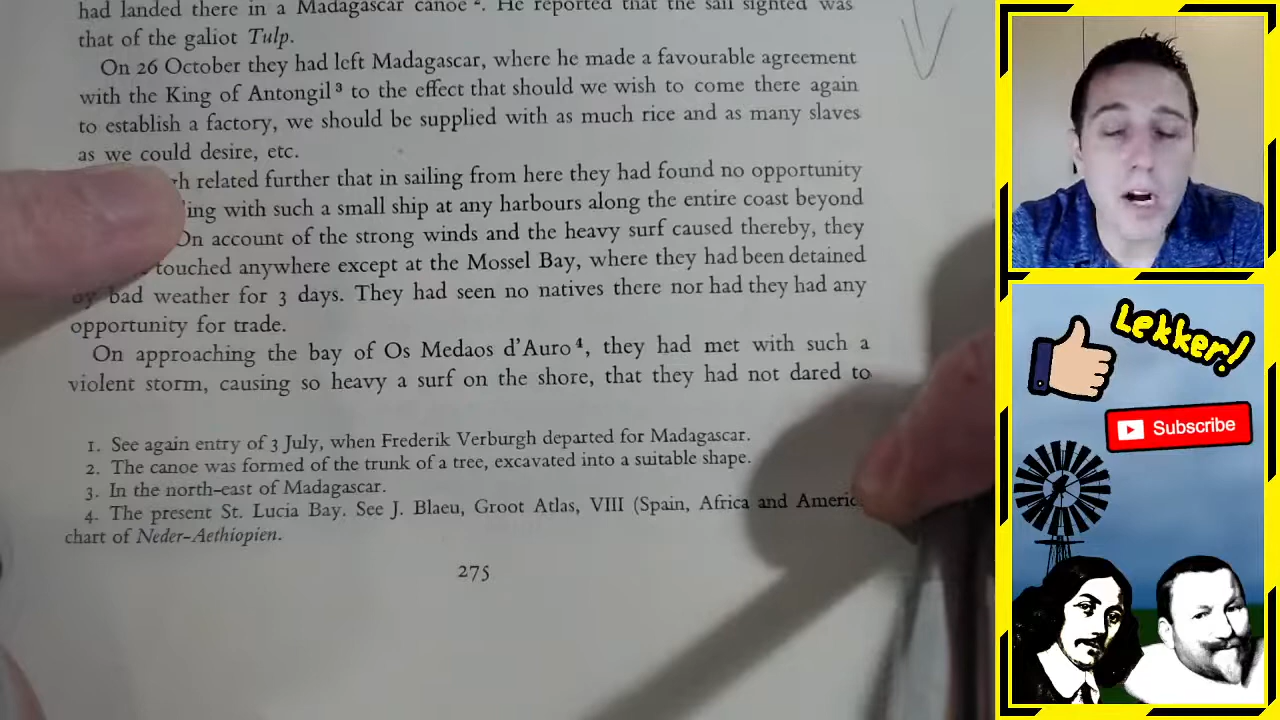 had landed there in a Madagascar canoe 2. He reported that the sail sighted was
that of the galiot Tulp.
On 26 October they had left Madagascar, where he made a favourable agreement
with the King of Antongil 3 to the effect that should we wish to come there again
to establish a factory, we should be supplied with as much rice and as many slaves
as we could desire, etc.
related further that in sailing from here they had found no opportunity
with such a small ship at any harbours along the entire coast beyond
On account of the strong winds and the heavy surf caused thereby, they
touched anywhere except at the Mossel Bay, where they had been detained
by bad weather for 3 days. They had seen no natives there nor had they had any
opportunity for trade.
On approaching the bay of Os Medaos d'Auro 4, they had met with such a
violent storm, causing so heavy a surf on the shore, that they had not dared to
1. See again entry of 3 July, when Frederik Verburgh departed for Madagascar.
2. The canoe was formed of the trunk of a tree, excavated into a suitable shape.
3. In the north-east of Madagascar.
4. The present St. Lucia Bay. See J. Blaeu, Groot Atlas, VIII (Spain, Africa and
chart of Neder-Aethiopien.
275
Lekker!
Subscribe